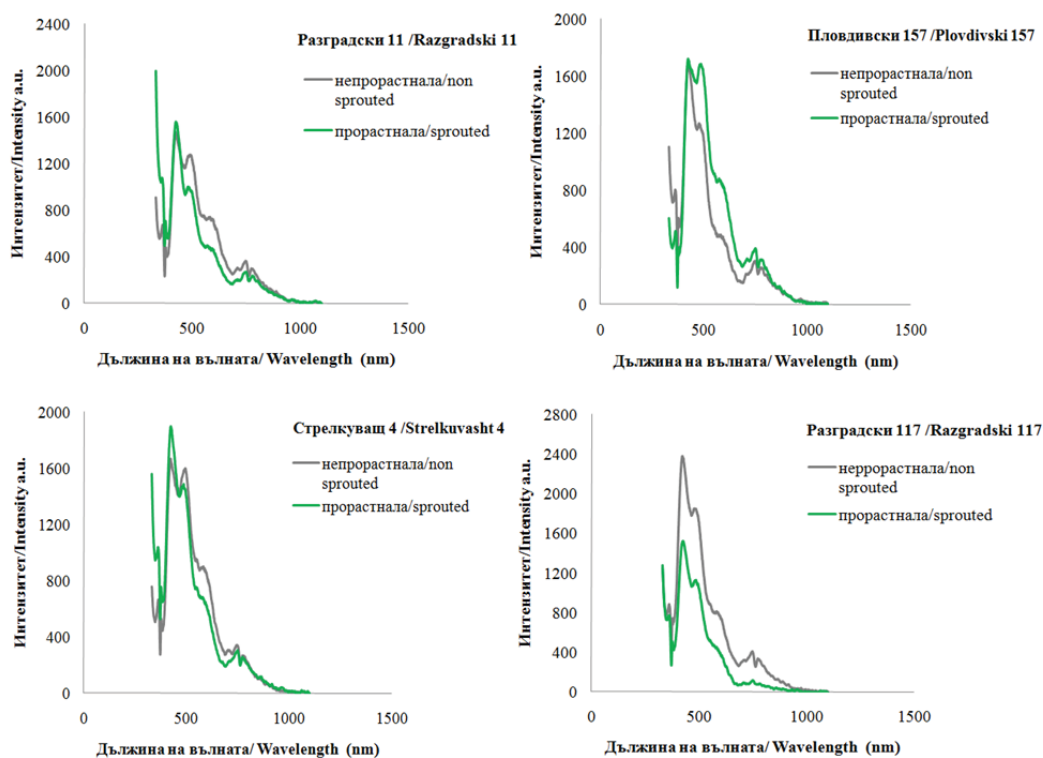 Разградски 11 /Razgradski 11
непрорастнала/non
sprouted
прорастнала/sprouted
Интензитет/Intensity a.u.
2400
2000
1600
1200
800
400
0
0 500 1000 1500
Дължина на вълната/ Wavelength (nm)
Пловдивски 157 /Plovdivski 157
непрорастнала/non
sprouted
прорастнала/sprouted
Интензитет/Intensity a.u.
2000
1600
1200
800
400
0
0 500 1000 1500
Дължина на вълната/ Wavelength (nm)
Стрелкуващ 4 /Strelkuvasht 4
непрорастнала/non
sprouted
прорастнала/sprouted
Интензитет/Intensity a.u.
2000
1600
1200
800
400
0
0 500 1000 1500
Дължина на вълната/ Wavelength (nm)
Разградски 117 /Razgradski 117
неррорастнала/non
sprouted
прорастнала/sprouted
Интензитет/Intensity a.u.
2800
2400
2000
1600
1200
800
400
0
0 500 1000 1500
Дължина на вълната/ Wavelength (nm)